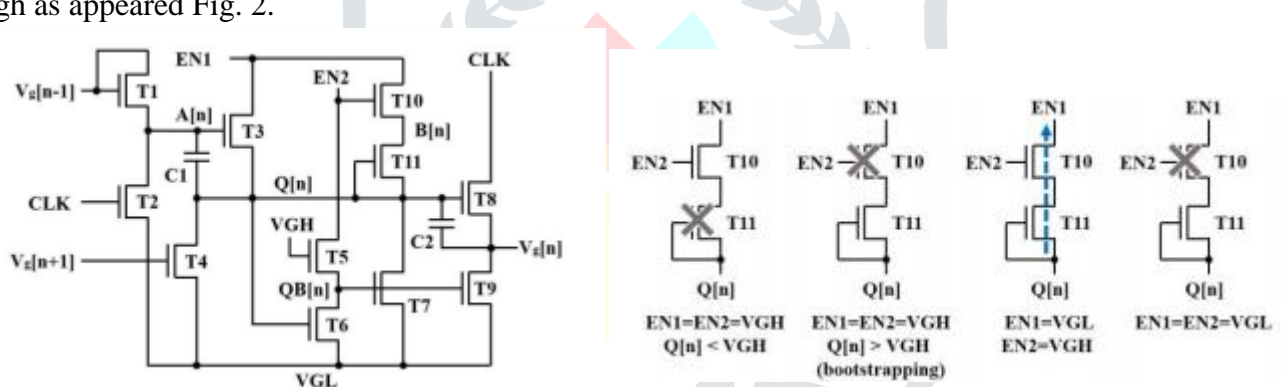 gh as appeared Fig. 2.
EN1
CLK
EN2
Vg[n-1]
T1
T10
A[n]
B[n]
T3
C1
T11
Q[n]
T8
CLK
T2
VGH
C2
Vg[n+1]
T4
T5
Vg[n]
QB[n]
T9
T7
T6
VGL
EN1
EN1
EN1
EN1
EN2
T10
EN2
T10
EN2
T10
EN2
T10
T11
T11
T11
T11
Q[n]
Q[n]
Q[n]
Q[n]
EN1=EN2=VGH
Q[n] < VGH
EN1=EN2=VGH
Q[n] > VGH
(bootstrapping)
EN1=VGL
EN2=VGH
EN1=EN2=VGL